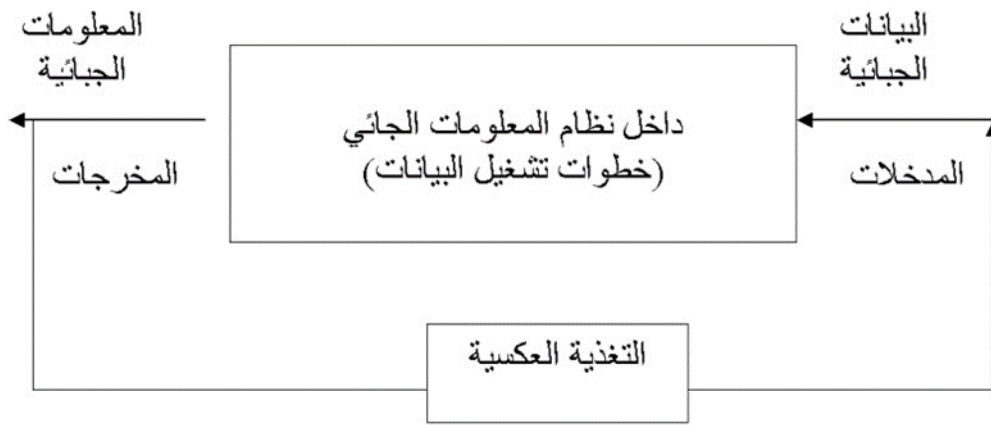 البيانات
الجبائية
المدخلات
داخل نظام المعلومات الجائي
(خطوات تشغيل البيانات)
المعلومات
الجبائية
المخرجات
التغذية العكسية